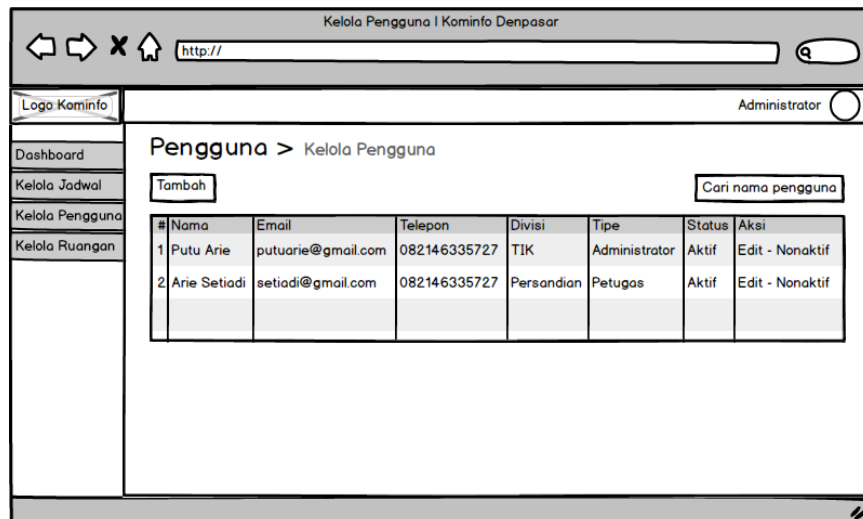 Kelola Pengguna | Kominfo Denpasar
http://
Logo Kominfo
Administrator
Dashboard
Kelola Jadwal
Kelola Pengguna
Kelola Ruangan
Pengguna > Kelola Pengguna
Tambah
Cari nama pengguna
# Nama Email Telepon Divisi Tipe Status Aksi
1 Putu Arie putuarie@gmail.com 082146335727 TIK Administrator Aktif Edit - Nonaktif
2 Arie Setiadi setiadi@gmail.com 082146335727 Persandian Petugas Aktif Edit - Nonaktif